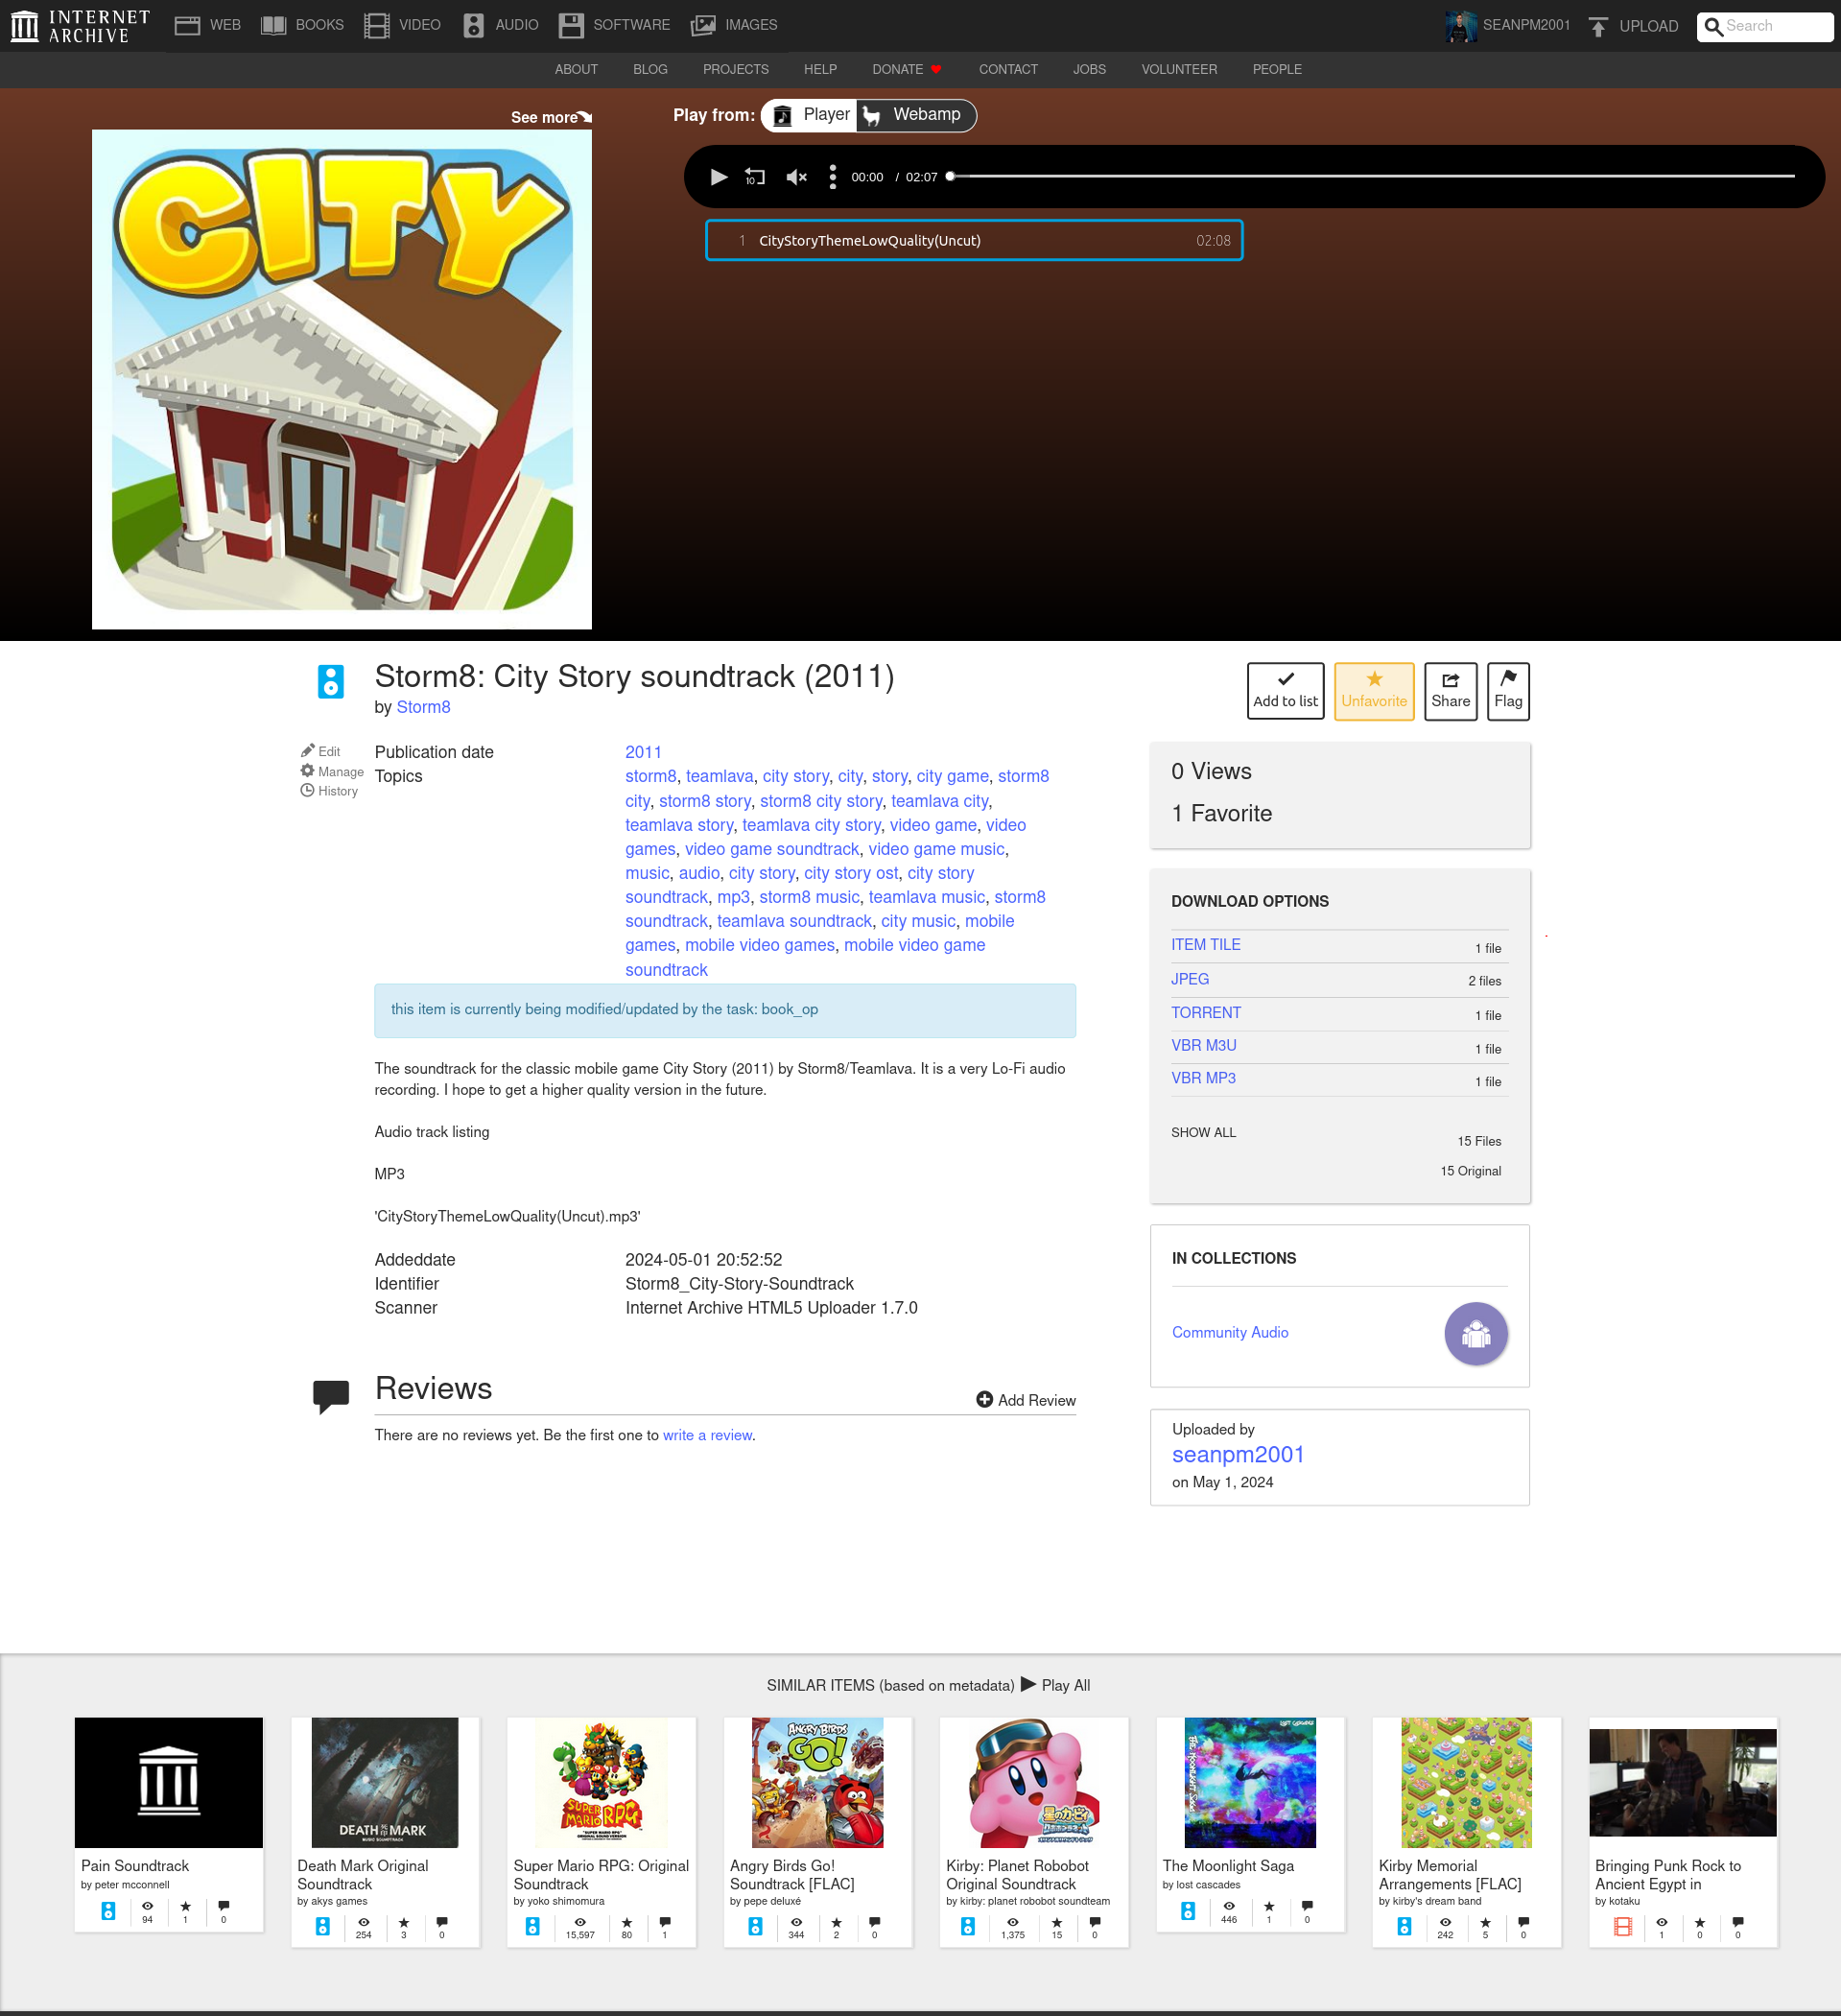 INTERNET ARCHIVE
WEB BOOKS VIDEO AUDIO SOFTWARE IMAGES SEANPM2001 UPLOAD Search
ABOUT BLOG PROJECTS HELP DONATE CONTACT JOBS VOLUNTEER PEOPLE
See more
Play from: Player Webamp
CITY
10 00:00 / 02:07
1 CityStoryThemeLowQuality(Uncut) 02:08
Storm8: City Story soundtrack (2011)
by Storm8
Add to list Unfavorite Share Flag
Edit
Manage
History
Publication date 2011
Topics storm8, teamlava, city story, city, story, city game, storm8
city, storm8 story, storm8 city story, teamlava city,
teamlava story, teamlava city story, video game, video
games, video game soundtrack, video game music,
music, audio, city story, city story ost, city story
soundtrack, mp3, storm8 music, teamlava music, storm8
soundtrack, teamlava soundtrack, city music, mobile
games, mobile video games, mobile video game
soundtrack
this item is currently being modified/updated by the task: book_op
The soundtrack for the classic mobile game City Story (2011) by Storm8/Teamlava. It is a very Lo-Fi audio
recording. I hope to get a higher quality version in the future.
Audio track listing
MP3
'CityStoryThemeLowQuality(Uncut).mp3'
Addeddate 2024-05-01 20:52:52
Identifier Storm8_City-Story-Soundtrack
Scanner Internet Archive HTML5 Uploader 1.7.0
Reviews
Add Review
There are no reviews yet. Be the first one to write a review.
0 Views
1 Favorite
DOWNLOAD OPTIONS
ITEM TILE 1 file
JPEG 2 files
TORRENT 1 file
VBR M3U 1 file
VBR MP3 1 file
SHOW ALL 15 Files
15 Original
IN COLLECTIONS
Community Audio
Uploaded by
seanpm2001
on May 1, 2024
SIMILAR ITEMS (based on metadata) Play All
Pain Soundtrack
by peter mcconnell
94 1 0
DEATH MARK
Death Mark Original
Soundtrack
by akys games
254 3 0
SUPER MARIO RPG
Super Mario RPG: Original
Soundtrack
by yoko shimomura
15,597 80 1
ANGRY BIRDS
GO!
Angry Birds Go!
Soundtrack [FLAC]
by pepe deluxé
344 2 0
星のカービィ
Kirby: Planet Robobot
Original Soundtrack
by kirby: planet robobot soundteam
1,375 15 0
The Moonlight Saga
The Moonlight Saga
by lost cascades
446 1 0
Kirby Memorial
Arrangements [FLAC]
by kirby's dream band
242 5 0
Bringing Punk Rock to
Ancient Egypt in
by kotaku
1 0 0